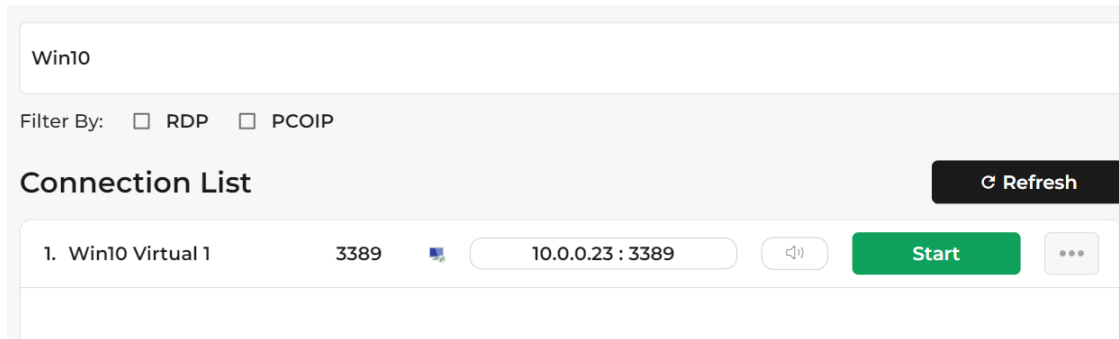 Win10
Filter By: RDP PCOIP
Connection List
Refresh
1. Win10 Virtual 1 3389 10.0.0.23 : 3389 Start